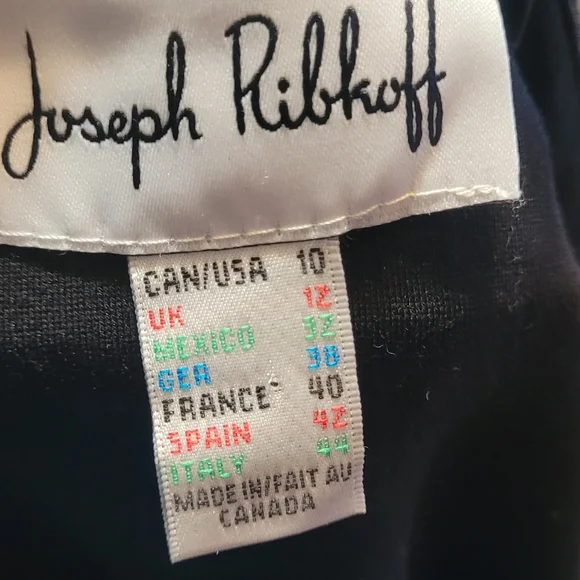 Joseph Ribkoff
CAN/USA 10
UK 12
MEXICO 32
GER 38
FRANCE 40
SPAIN 42
ITALY 44
MADE IN/FAIT AU
CANADA